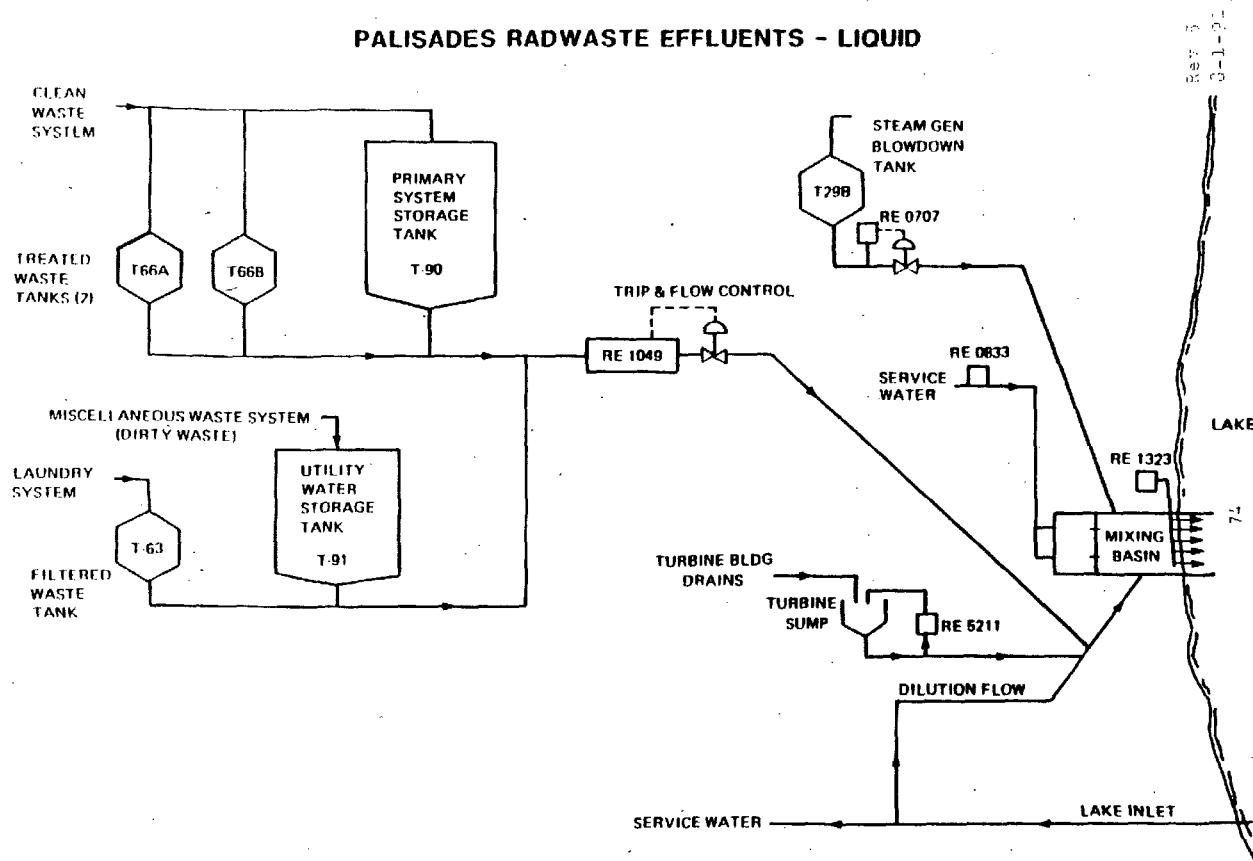 PALISADES RADWASTE EFFLUENTS - LIQUID
CLEAN
WASTE
SYSTEM
PRIMARY
SYSTEM
STORAGE
TANK
T-90
TREATED
WASTE
TANKS (2)
T66A
T66B
STEAM GEN
BLOWDOWN
TANK
T29B
RE 0707
TRIP & FLOW CONTROL
RE 1049
RE 0833
SERVICE
WATER
LAKE
RE 1323
MIXING
BASIN
74
MISCELLANEOUS WASTE SYSTEM
(DIRTY WASTE)
LAUNDRY
SYSTEM
UTILITY
WATER
STORAGE
TANK
T-91
T-63
FILTERED
WASTE
TANK
TURBINE BLDG
DRAINS
TURBINE
SUMP
RE 5211
DILUTION FLOW
SERVICE WATER
LAKE INLET